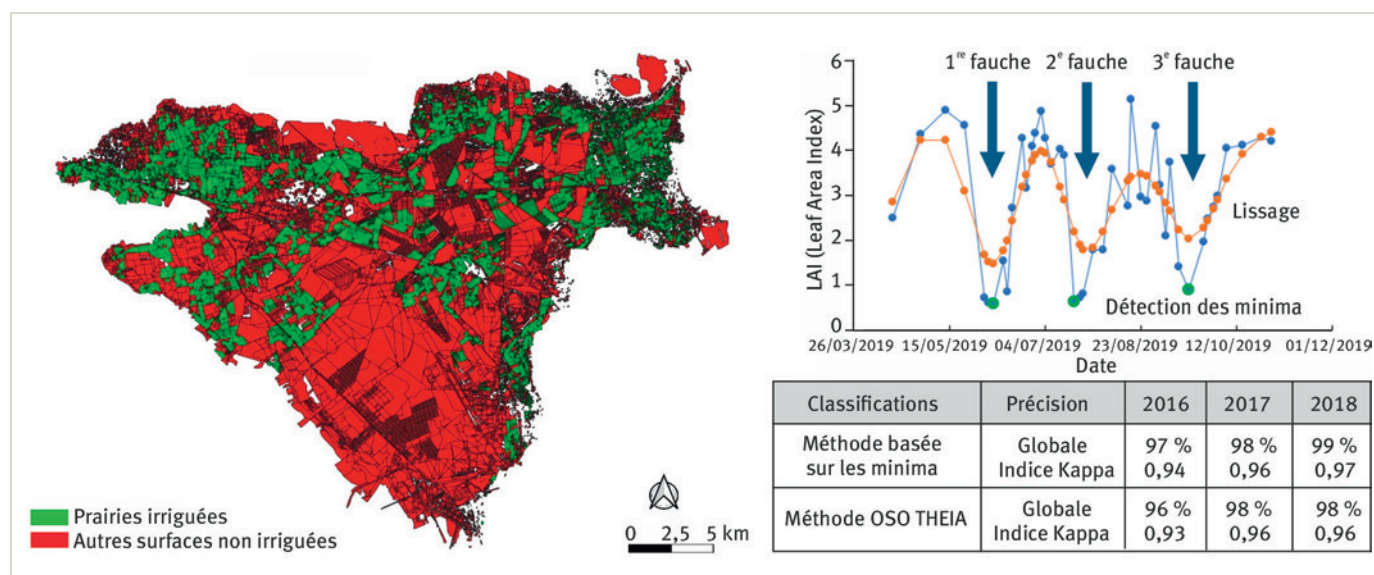 Prairies irriguées
Autres surfaces non irriguées
0 2,5 5 km
1re fauche 2e fauche 3e fauche
LAI (Leaf Area Index)
6
5
4
3
2
1
0
Lissage
Détection des minima
26/03/2019 15/05/2019 04/07/2019 23/08/2019 12/10/2019 01/12/2019
Date
Classifications Précision 2016 2017 2018
Méthode basée Globale 97 % 98 % 99 %
sur les minima Indice Kappa 0,94 0,96 0,97
Méthode OSO THEIA Globale 96 % 98 % 98 %
Indice Kappa 0,93 0,96 0,96